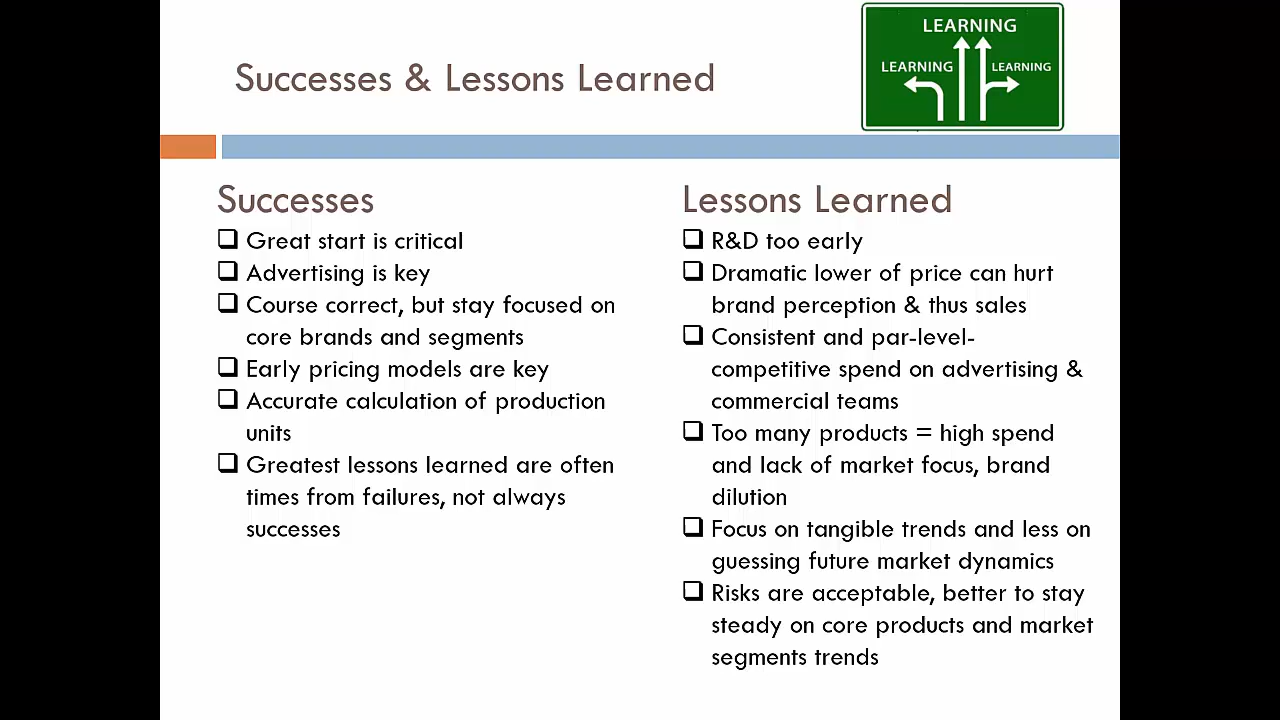 Successes & Lessons Learned
LEARNING
LEARNING
LEARNING
Successes
❑ Great start is critical
❑ Advertising is key
❑ Course correct, but stay focused on
core brands and segments
❑ Early pricing models are key
❑ Accurate calculation of production
units
❑ Greatest lessons learned are often
times from failures, not always
successes
Lessons Learned
❑ R&D too early
❑ Dramatic lower of price can hurt
brand perception & thus sales
❑ Consistent and par-level-
competitive spend on advertising &
commercial teams
❑ Too many products = high spend
and lack of market focus, brand
dilution
❑ Focus on tangible trends and less on
guessing future market dynamics
❑ Risks are acceptable, better to stay
steady on core products and market
segments trends